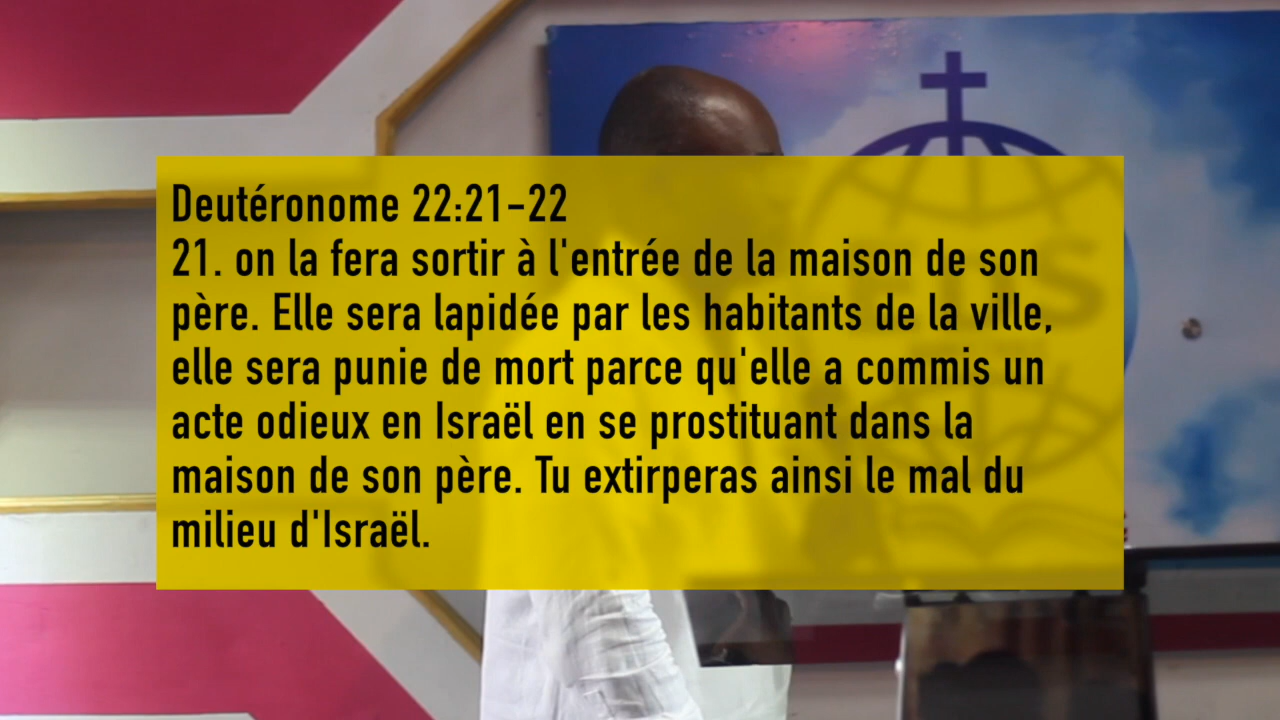 Deutéronome 22:21-22
21. on la fera sortir à l'entrée de la maison de son
père. Elle sera lapidée par les habitants de la ville,
elle sera punie de mort parce qu'elle a commis un
acte odieux en Israël en se prostituant dans la
maison de son père. Tu extirperas ainsi le mal du
milieu d'Israël.